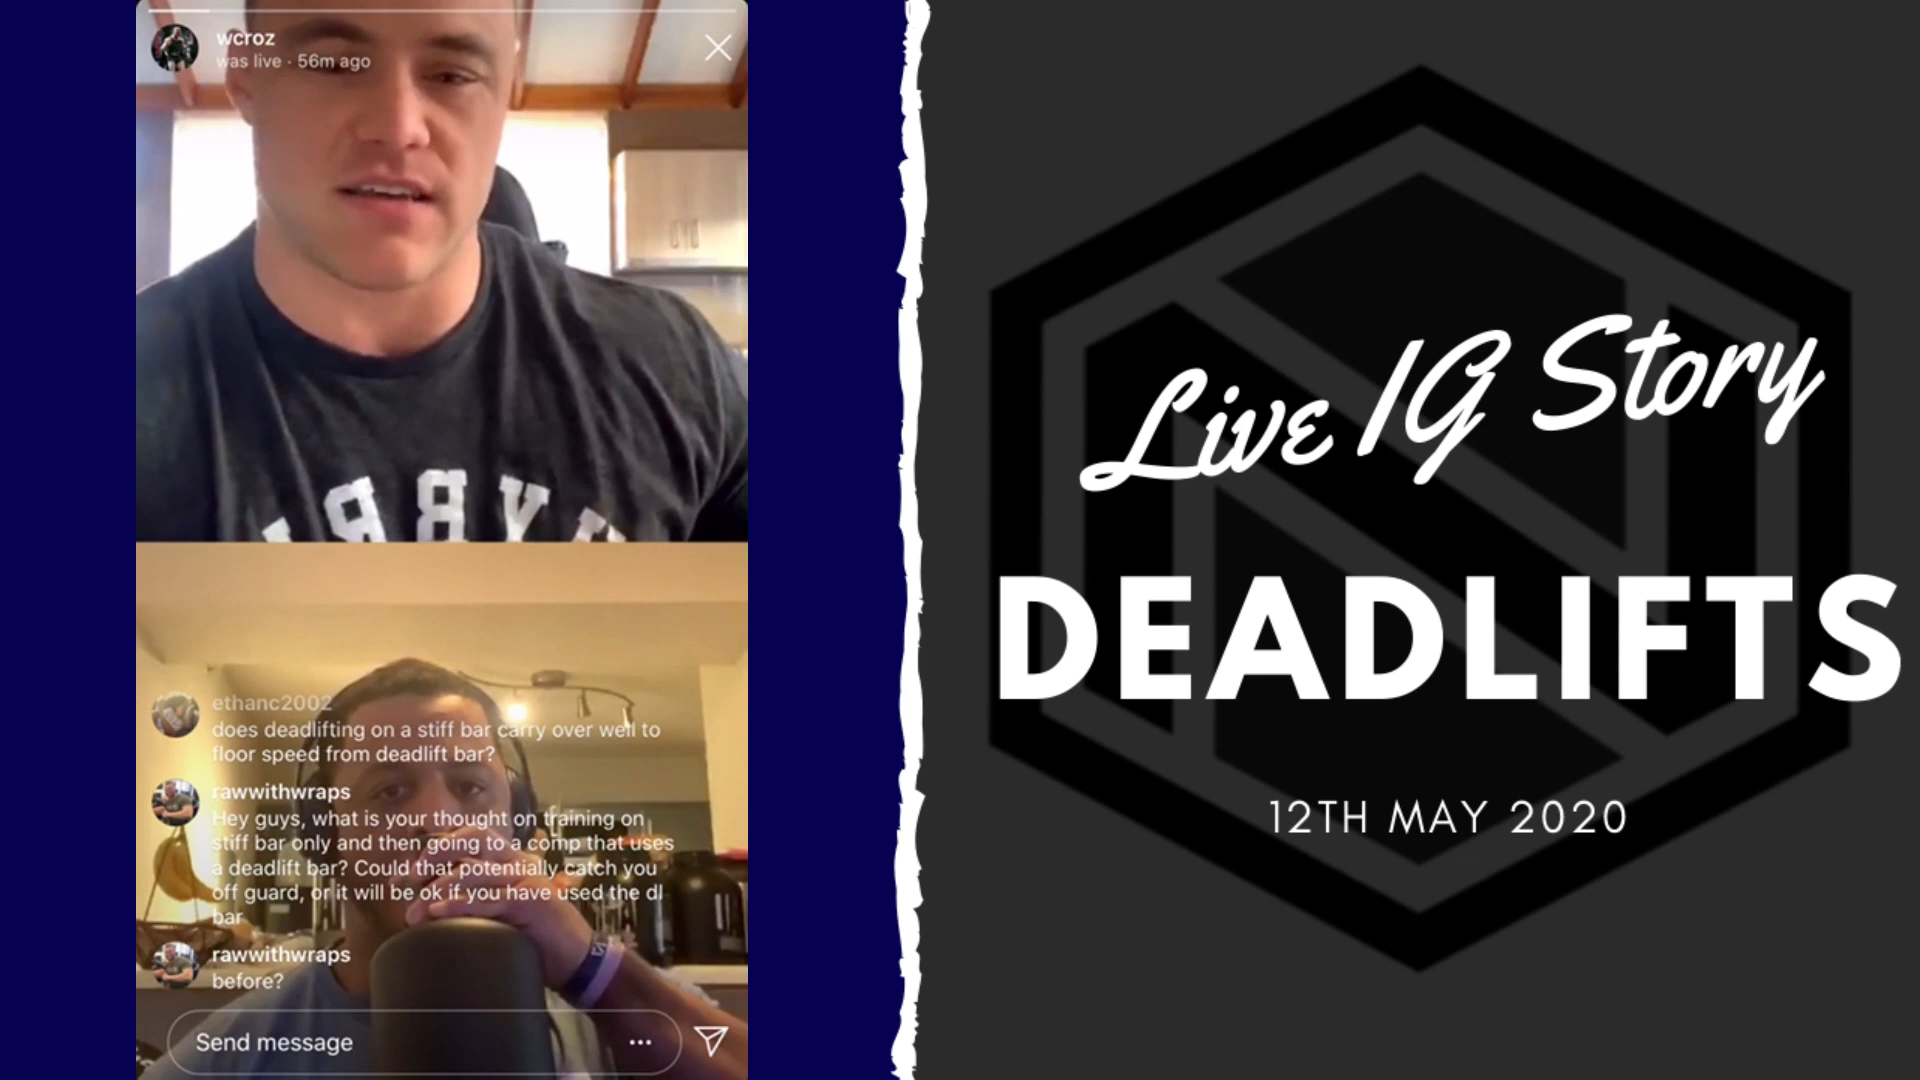 wcroz
was live · 56m ago
ethanc2002
does deadlifting on a stiff bar carry over well to
floor speed from deadlift bar?
rawwithwraps
Hey guys, what is your thought on training on
stiff bar only and then going to a comp that uses
a deadlift bar? Could that potentially catch you
off guard, or it will be ok if you have used the dl
bar
rawwithwraps
before?
Send message
Live IG Story
DEADLIFTS
12TH MAY 2020